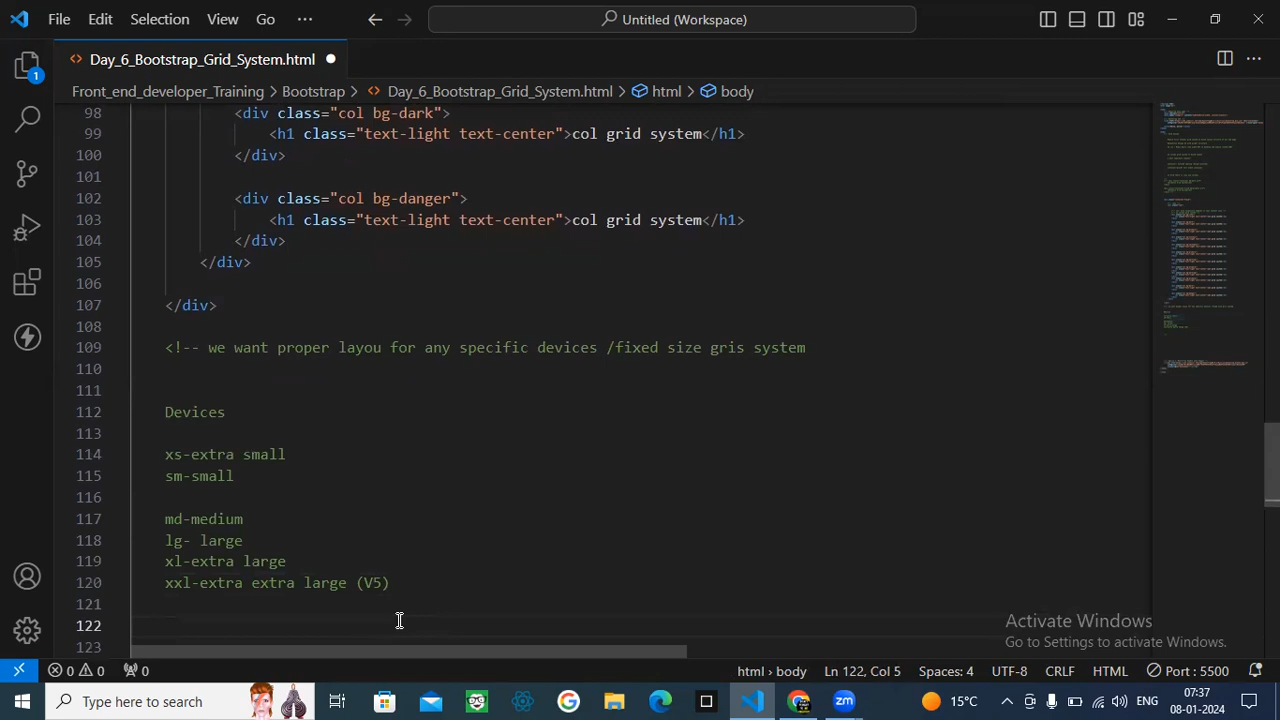 File Edit Selection View Go ··· Untitled (Workspace)
Day_6_Bootstrap_Grid_System.html
Front_end_developer_Training > Bootstrap > Day_6_Bootstrap_Grid_System.html > html > body
98 <div class="col bg-dark">
99 <h1 class="text-light text-center">col grid system</h1>
100 </div>
101
102 <div class="col bg-danger">
103 <h1 class="text-light text-center">col grid system</h1>
104 </div>
105 </div>
106
107 </div>
108
109 <!-- we want proper layou for any specific devices /fixed size gris system
110
111
112 Devices
113
114 xs-extra small
115 sm-small
116
117 md-medium
118 lg- large
119 xl-extra large
120 xxl-extra extra large (V5)
121
122
123
1
Activate Windows
Go to Settings to activate Windows.
0 0 0 html > body Ln 122, Col 5 Spaces: 4 UTF-8 CRLF HTML Port : 5500
Type here to search 15°C ENG 07:37
08-01-2024